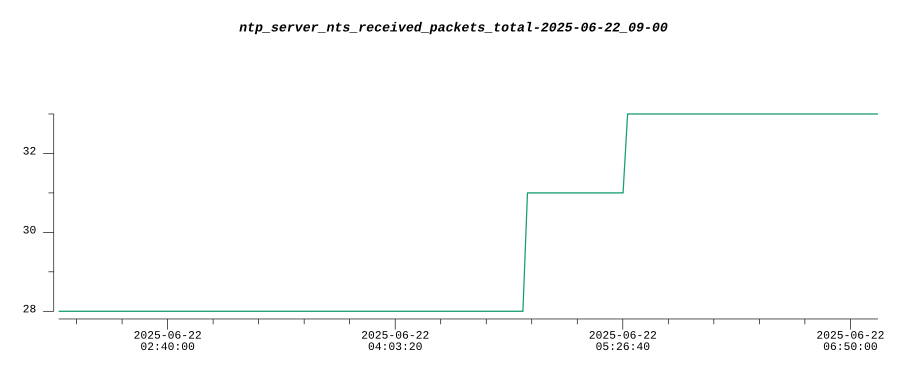 ntp_server_nts_received_packets_total-2025-06-22_09-00
32
30
28
2025-06-22 2025-06-22 2025-06-22 2025-06-22
02:40:00 04:03:20 05:26:40 06:50:00